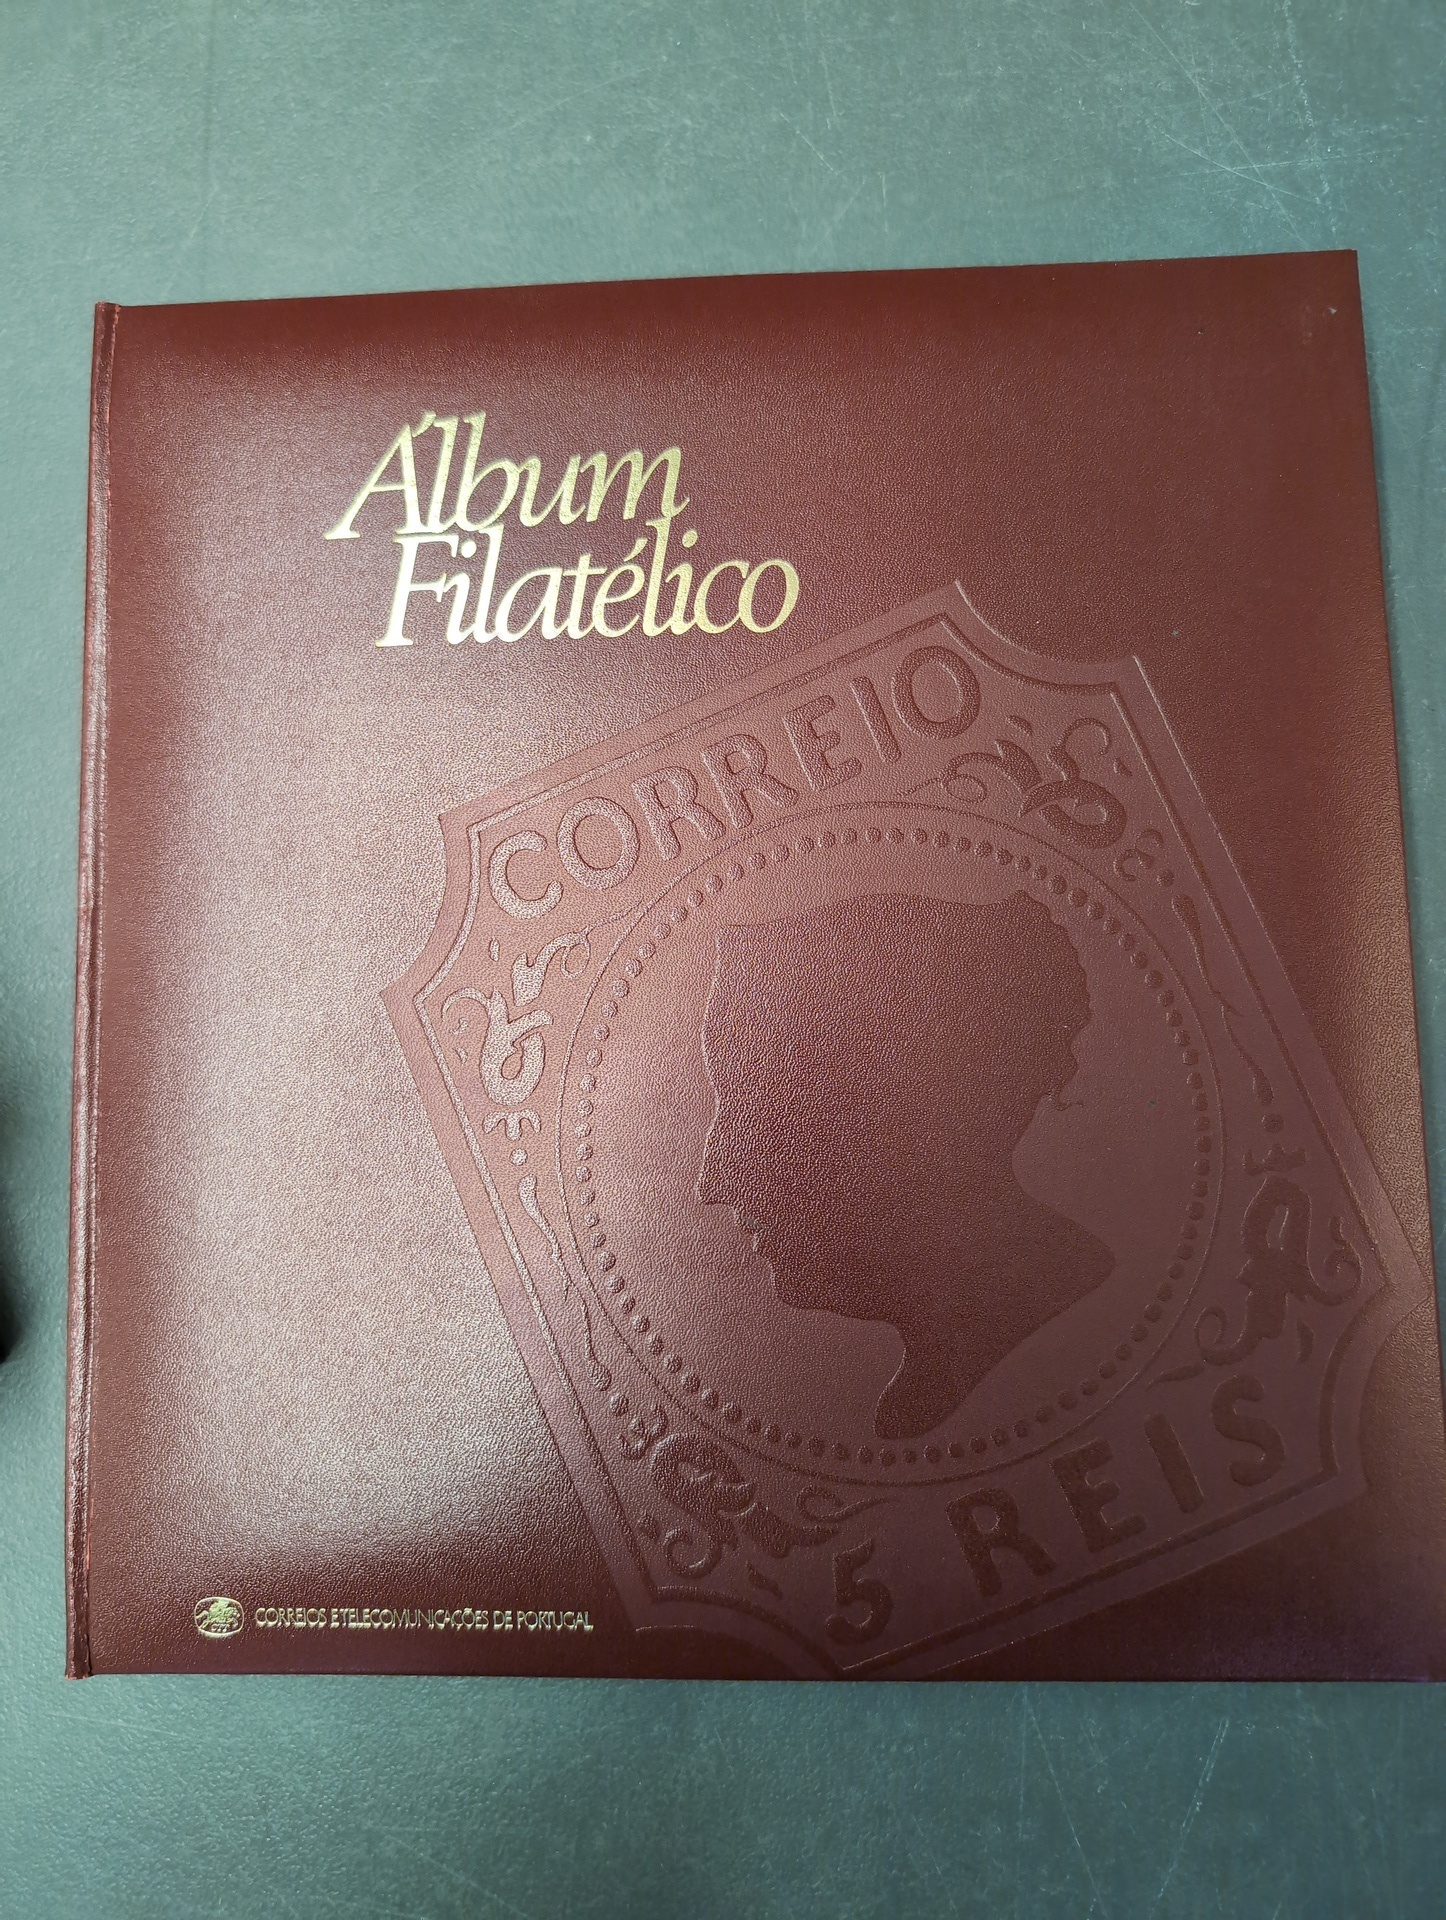 Álbum
Filatélico
CORREIO
5 REIS
CORREIOS E TELECOMUNICAÇÕES DE PORTUGAL